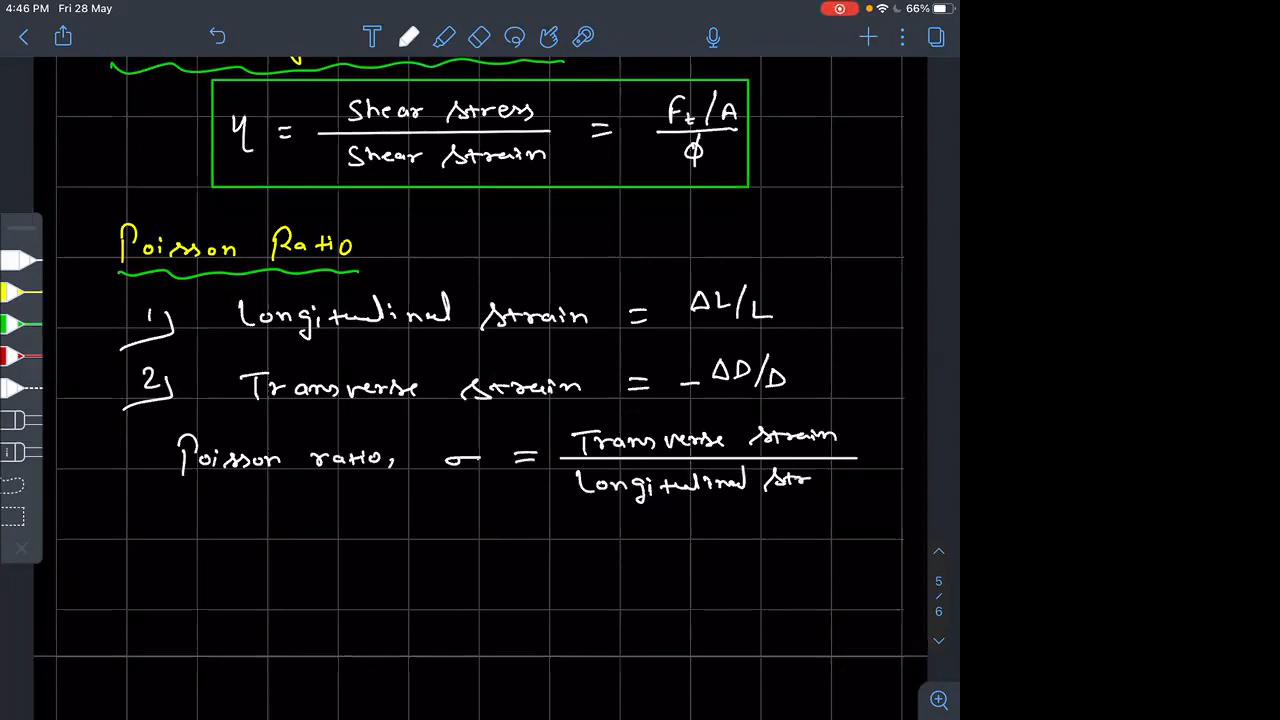 4:46 PM Fri 28 May 66%
η = Shear stress / Shear strain = Ft/A / φ
Poisson Ratio
1) Longitudinal strain = ΔL/L
2) Transverse strain = - ΔD/D
Poisson ratio, σ = Transverse strain / Longitudinal str
5
/
6